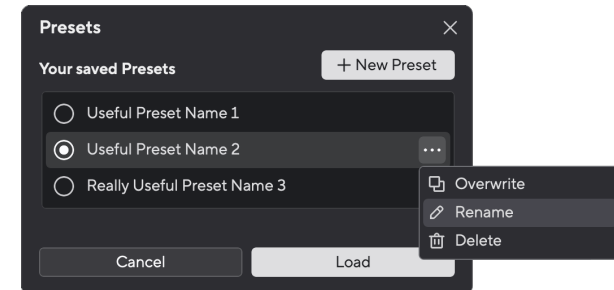 Presets
Your saved Presets
+ New Preset
Useful Preset Name 1
Useful Preset Name 2
Really Useful Preset Name 3
Overwrite
Rename
Delete
Cancel
Load